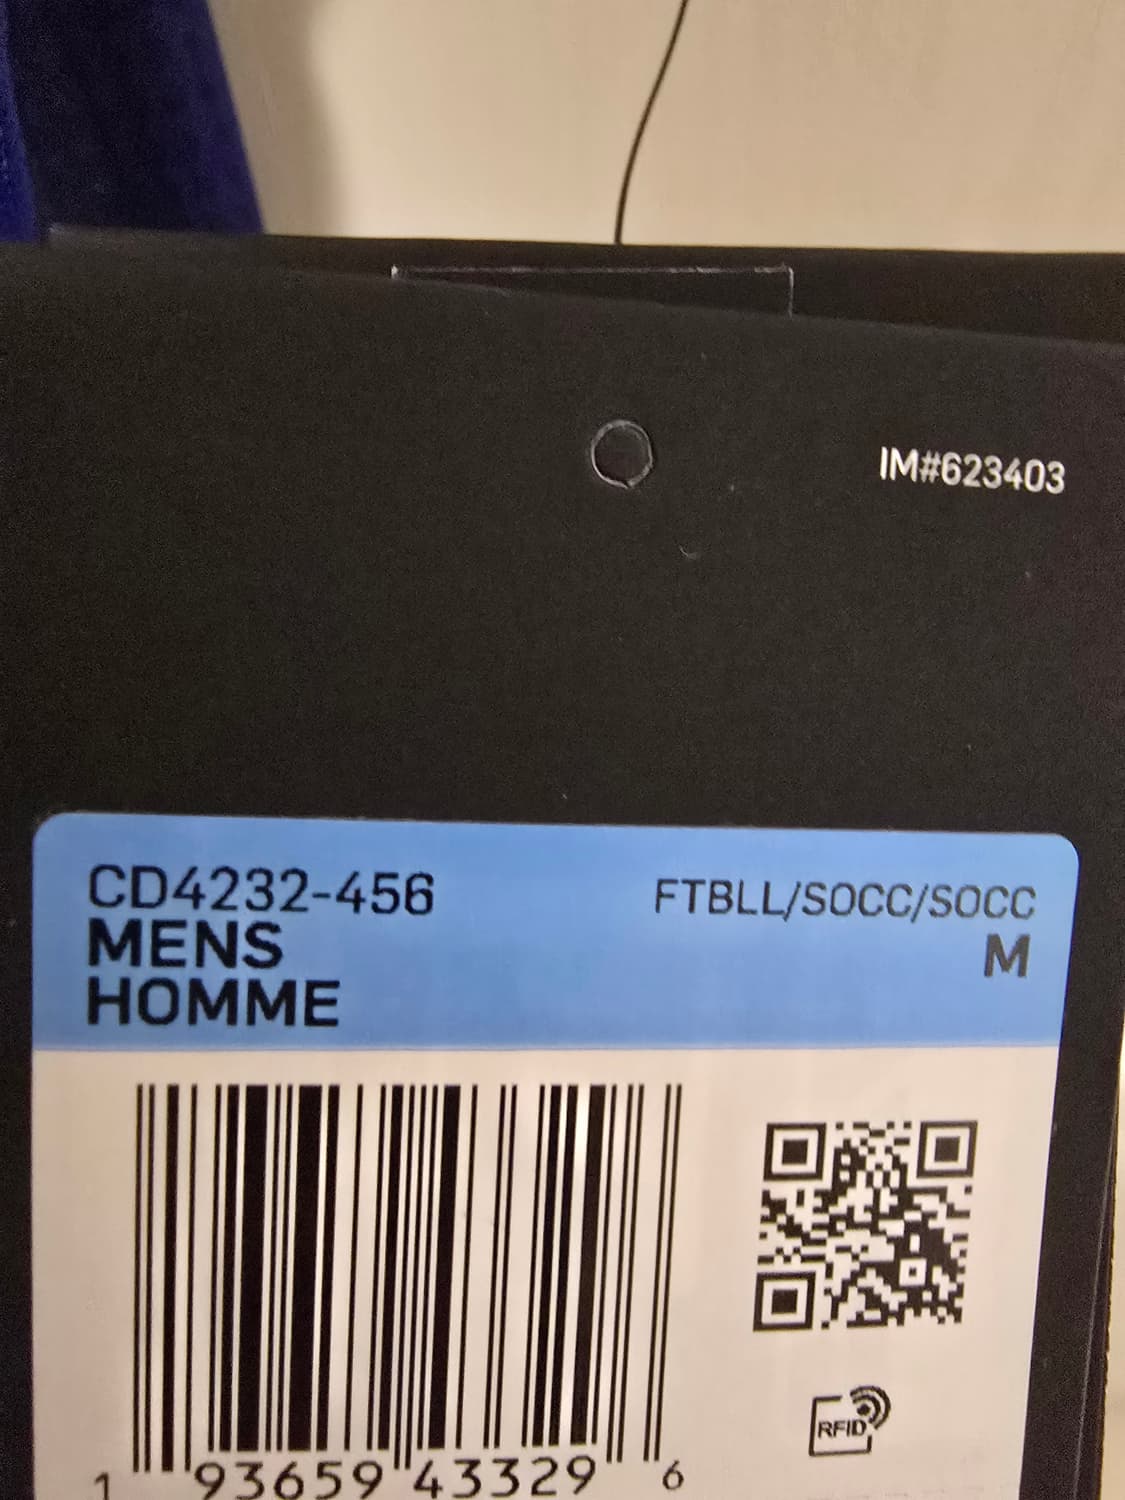 IM#623403
CD4232-456
FTBLL/SOCC/SOCC
MENS
M
HOMME
1 93659 43329 6
RFID